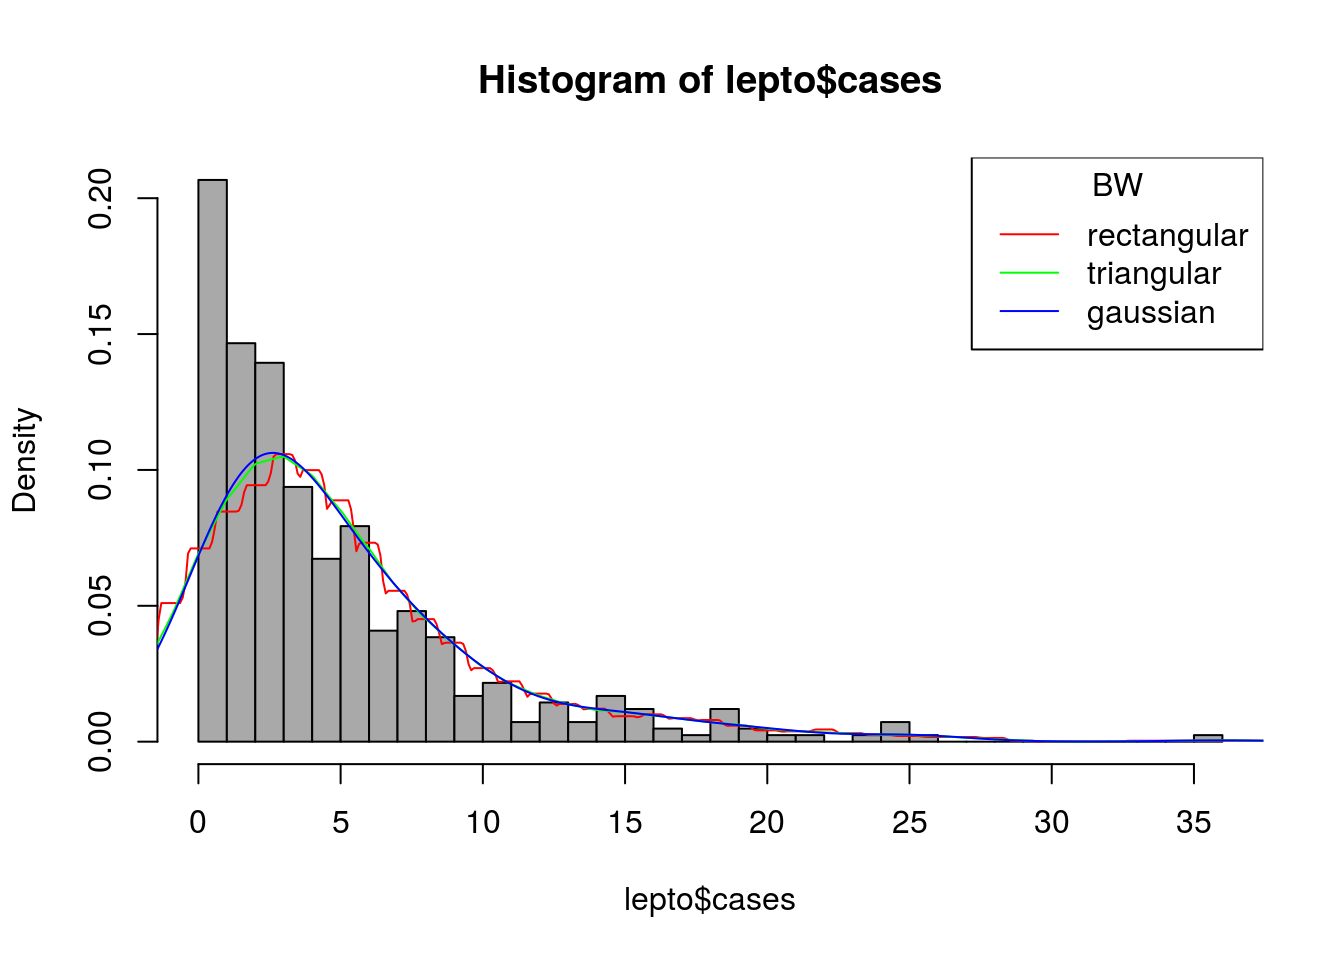 Histogram of lepto$cases
BW
rectangular
triangular
gaussian
Density
0.00 0.05 0.10 0.15 0.20
0 5 10 15 20 25 30 35
lepto$cases